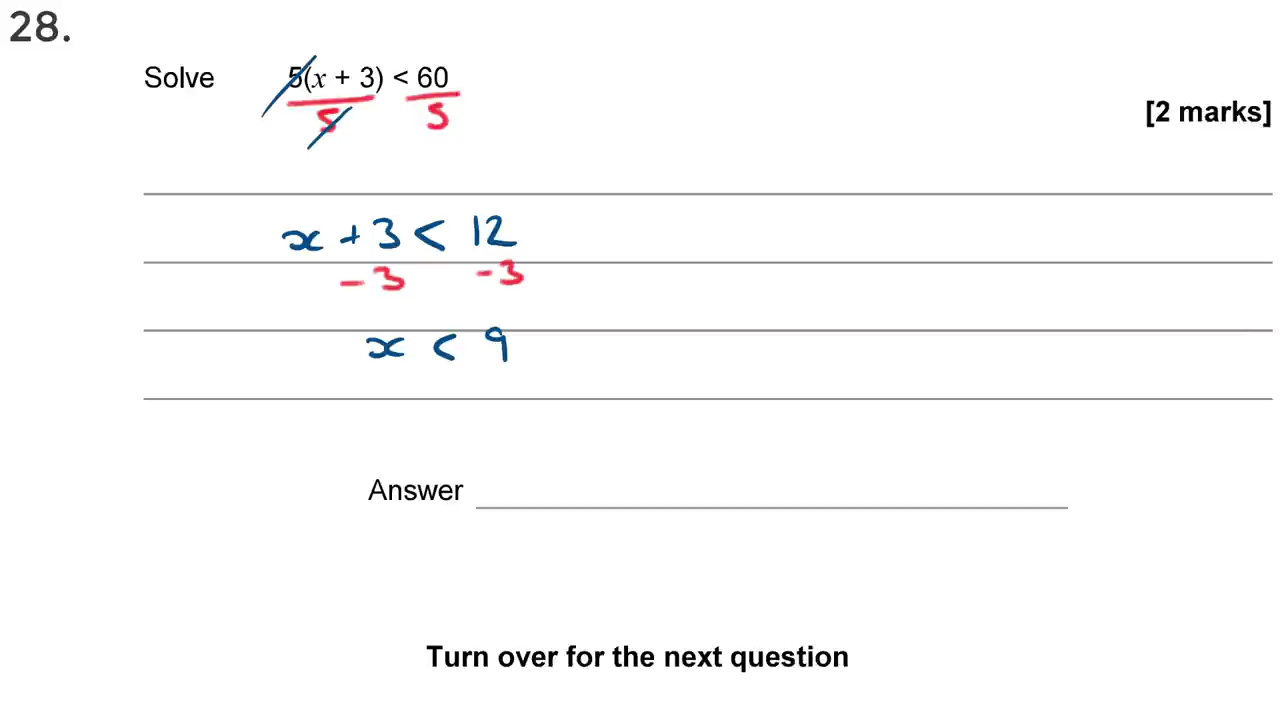 28.
Solve 5(x + 3) < 60
5 5
[2 marks]
x + 3 < 12
- 3 - 3
x < 9
Answer
Turn over for the next question